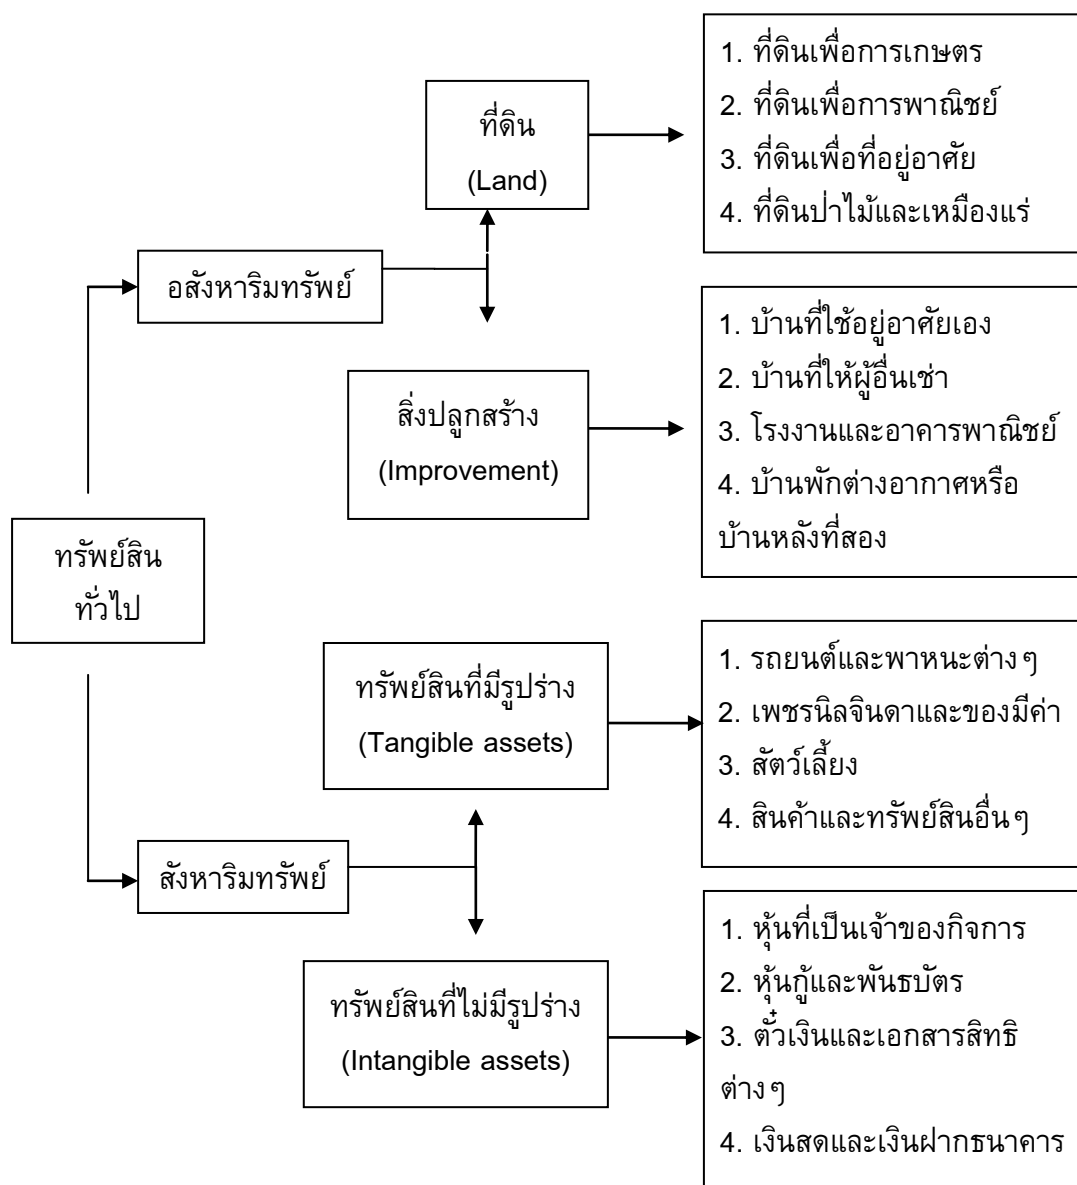 ที่ดิน
(Land)
1. ที่ดินเพื่อการเกษตร
2. ที่ดินเพื่อการพาณิชย์
3. ที่ดินเพื่อที่อยู่อาศัย
4. ที่ดินป่าไม้และเหมืองแร่
อสังหาริมทรัพย์
สิ่งปลูกสร้าง
(Improvement)
1. บ้านที่ใช้อยู่อาศัยเอง
2. บ้านที่ให้ผู้อื่นเช่า
3. โรงงานและอาคารพาณิชย์
4. บ้านพักต่างอากาศหรือ
บ้านหลังที่สอง
ทรัพย์สิน
ทั่วไป
ทรัพย์สินที่มีรูปร่าง
(Tangible assets)
1. รถยนต์และพาหนะต่างๆ
2. เพชรนิลจินดาและของมีค่า
3. สัตว์เลี้ยง
4. สินค้าและทรัพย์สินอื่นๆ
สังหาริมทรัพย์
ทรัพย์สินที่ไม่มีรูปร่าง
(Intangible assets)
1. หุ้นที่เป็นเจ้าของกิจการ
2. หุ้นกู้และพันธบัตร
3. ตั๋วเงินและเอกสารสิทธิ
ต่างๆ
4. เงินสดและเงินฝากธนาคาร